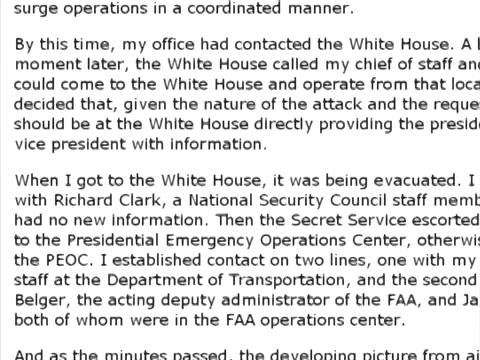 surge operations in a coordinated manner.
By this time, my office had contacted the White House. A
moment later, the White House called my chief of staff an
could come to the White House and operate from that loca
decided that, given the nature of the attack and the reque
should be at the White House directly providing the presid
vice president with information.
When I got to the White House, it was being evacuated. I
with Richard Clark, a National Security Council staff memb
had no new information. Then the Secret Service escorted
to the Presidential Emergency Operations Center, otherwis
the PEOC. I established contact on two lines, one with my
staff at the Department of Transportation, and the second
Belger, the acting deputy administrator of the FAA, and Ja
both of whom were in the FAA operations center.
And as the minutes passed, the developing picture from ai